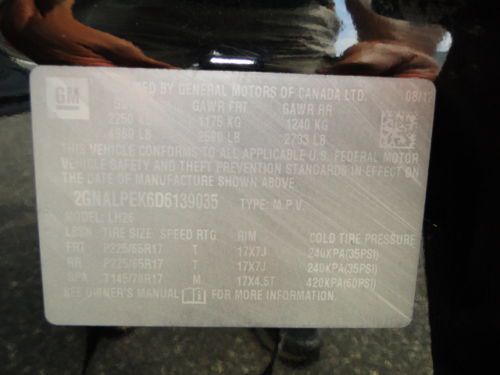 GM
BY GENERAL MOTORS OF CANADA LTD. 08/12
GAWR FRT GAWR RR
2250 1175 KG 1240 KG
LB LB 2733 LB
THIS VEHICLE CONFORMS TO ALL APPLICABLE U.S. FEDERAL MOTOR
VEHICLE SAFETY AND THEFT PREVENTION STANDARDS IN EFFECT ON
THE DATE OF MANUFACTURE SHOWN ABOVE.
2GNALPEK6D6139035 TYPE: M.P.V.
MODEL: LH26
TIRE SIZE SPEED RTG RIM COLD TIRE PRESSURE
FRT P225/65R17 T 17X7J 240KPA(35PSI)
RR P225/65R17 T 17X7J 240KPA(35PSI)
SPA T145/70R17 M 17X4.5T 420KPA(60PSI)
SEE OWNER'S MANUAL FOR MORE INFORMATION.